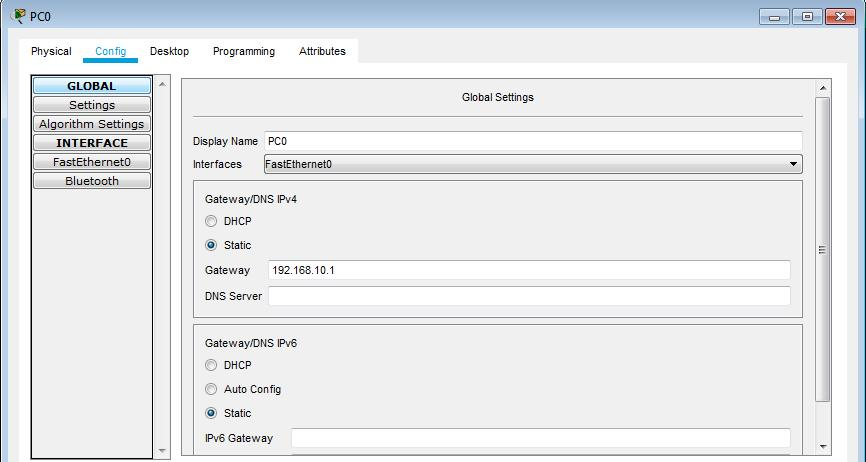 PC0
Physical Config Desktop Programming Attributes
GLOBAL
Settings
Algorithm Settings
INTERFACE
FastEthernet0
Bluetooth
Global Settings
Display Name PC0
Interfaces FastEthernet0
Gateway/DNS IPv4
DHCP
Static
Gateway 192.168.10.1
DNS Server
Gateway/DNS IPv6
DHCP
Auto Config
Static
IPv6 Gateway